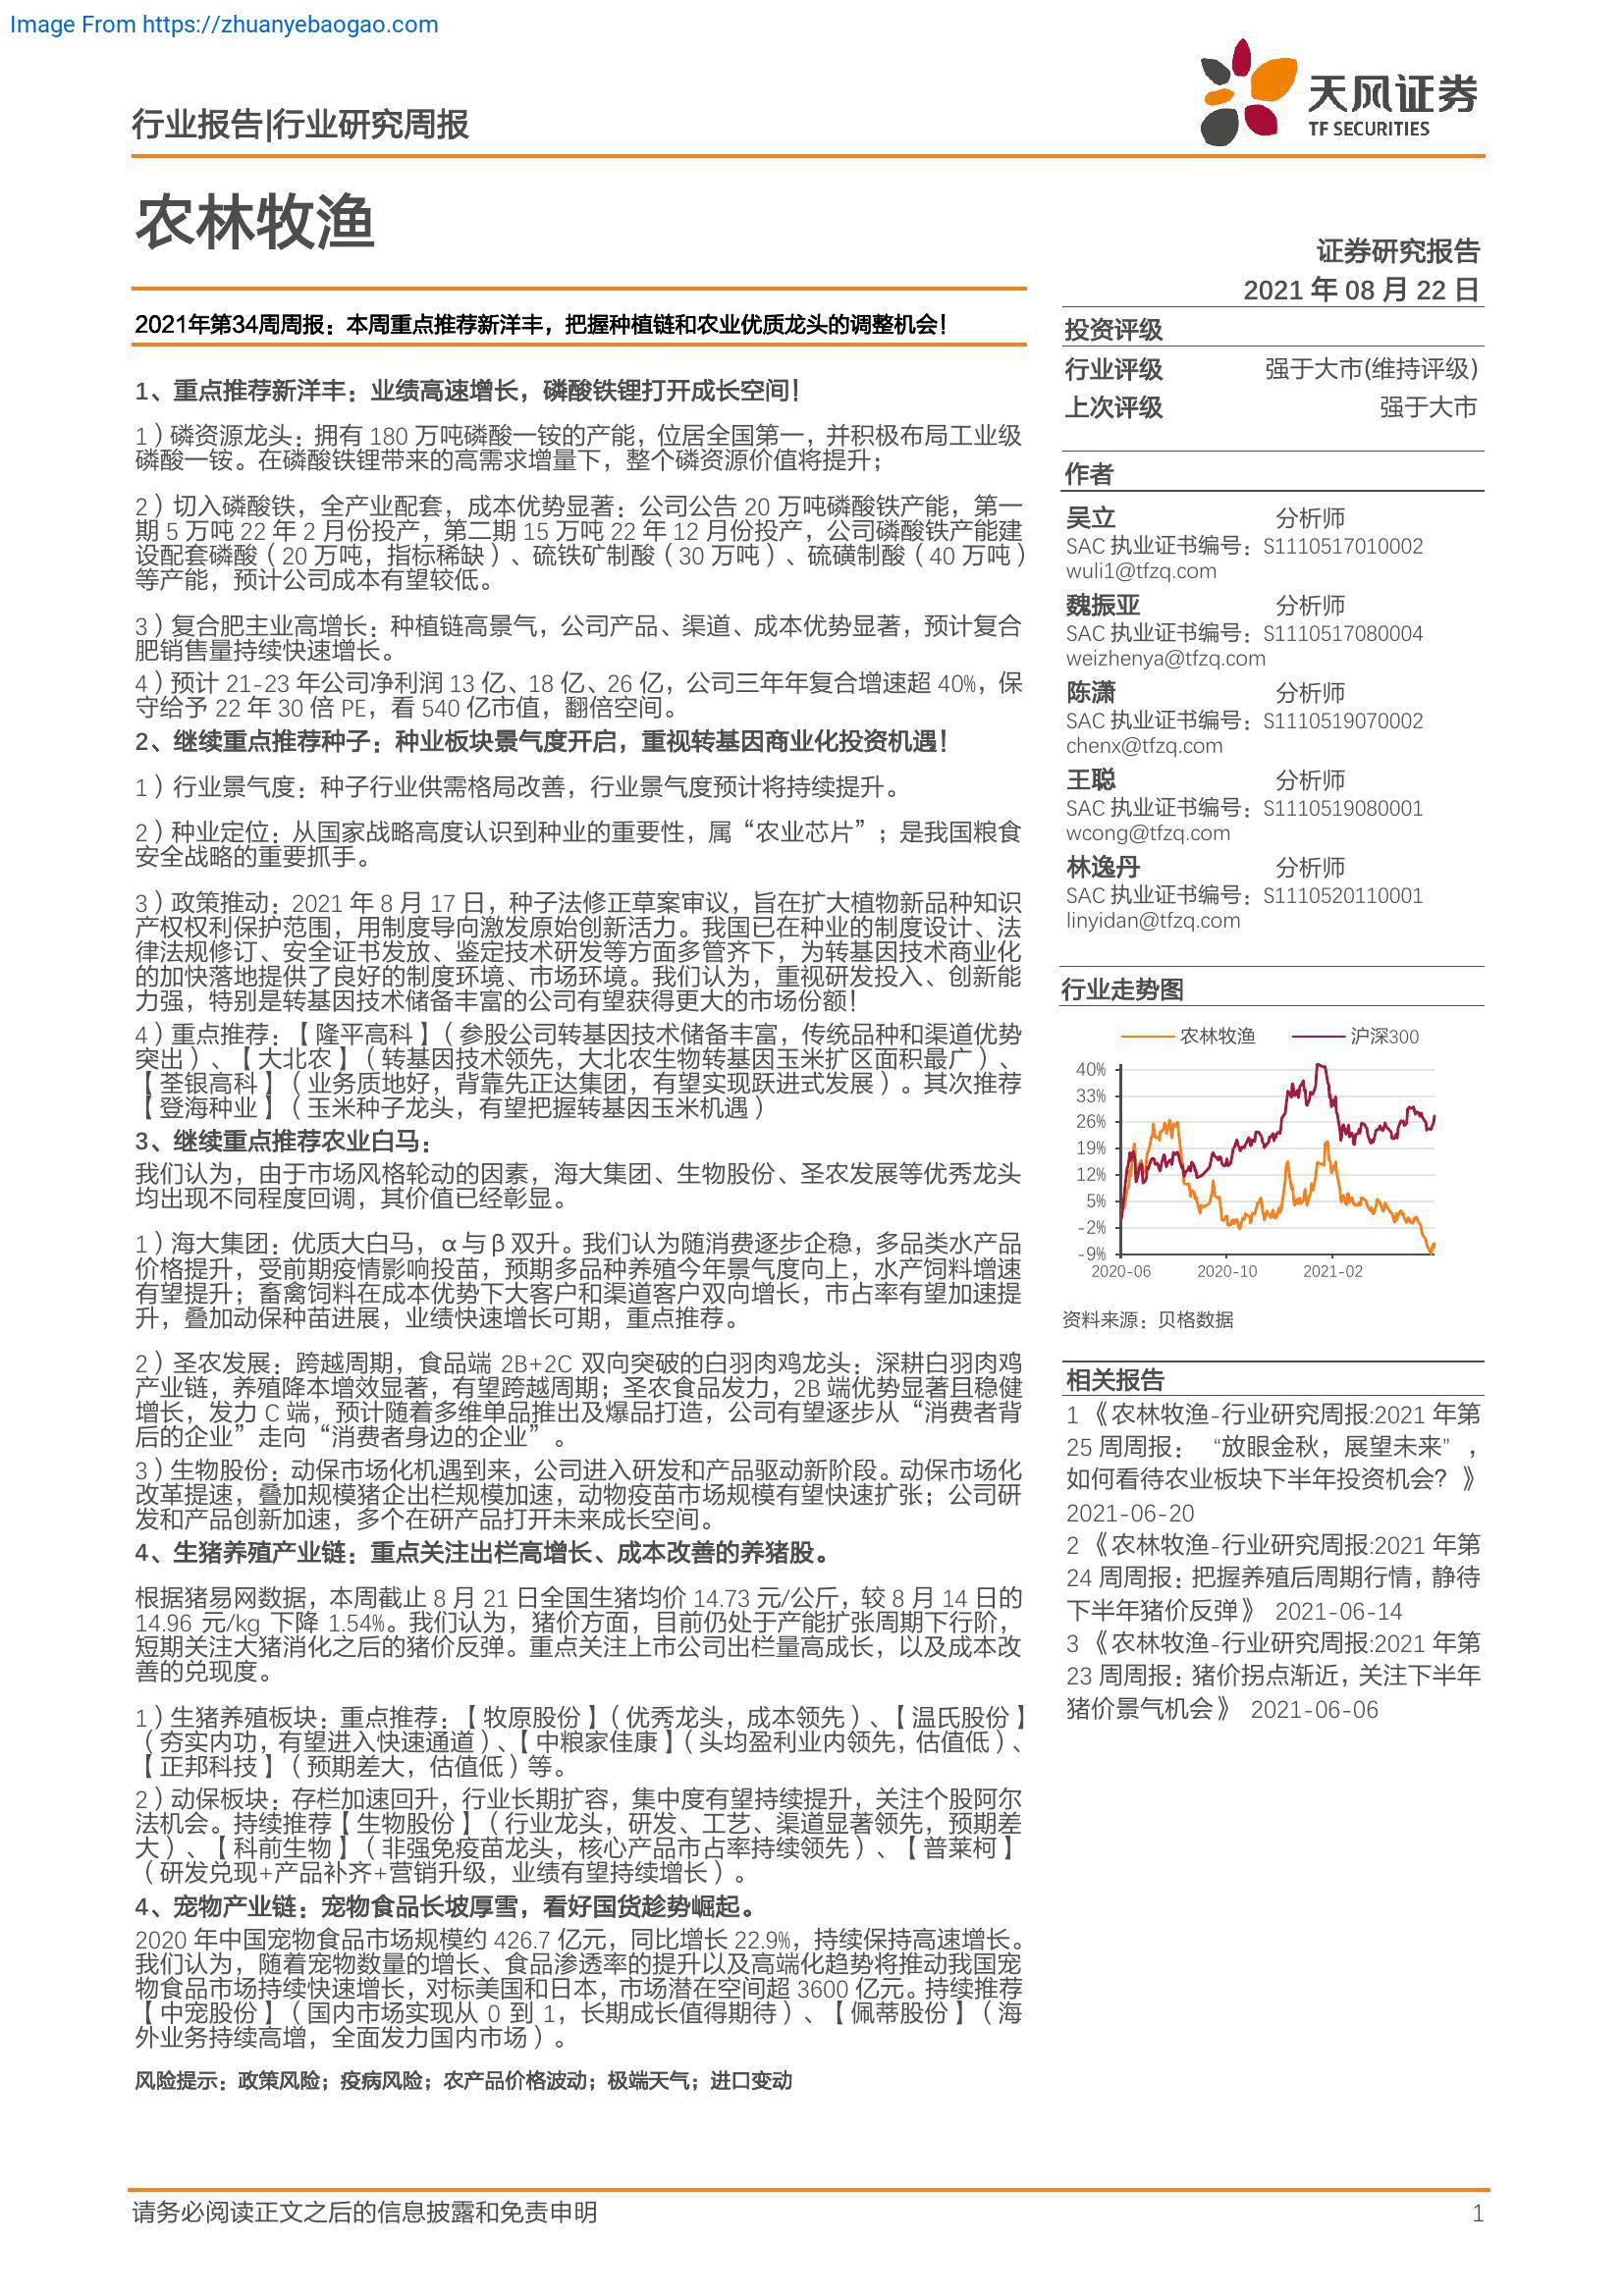 Image From https://zhuanyebaogao.com
行业报告|行业研究周报
天风证券
TF SECURITIES
农林牧渔
证券研究报告
2021 年 08 月 22 日
2021年第34周周报：本周重点推荐新洋丰，把握种植链和农业优质龙头的调整机会！
1、重点推荐新洋丰：业绩高速增长，磷酸铁锂打开成长空间！
1）磷资源龙头：拥有 180 万吨磷酸一铵的产能，位居全国第一，并积极布局工业级
磷酸一铵。在磷酸铁锂带来的高需求增量下，整个磷资源价值将提升；
2）切入磷酸铁，全产业配套，成本优势显著：公司公告 20 万吨磷酸铁产能，第一
期 5 万吨 22 年 2 月份投产，第二期 15 万吨 22 年 12 月份投产，公司磷酸铁产能建
设配套磷酸（20 万吨，指标稀缺）、硫铁矿制酸（30 万吨）、硫磺制酸（40 万吨）
等产能，预计公司成本有望较低。
3）复合肥主业高增长：种植链高景气，公司产品、渠道、成本优势显著，预计复合
肥销售量持续快速增长。
4）预计 21-23 年公司净利润 13 亿、18 亿、26 亿，公司三年年复合增速超 40%，保
守给予 22 年 30 倍 PE，看 540 亿市值，翻倍空间。
2、继续重点推荐种子：种业板块景气度开启，重视转基因商业化投资机遇！
1）行业景气度：种子行业供需格局改善，行业景气度预计将持续提升。
2）种业定位：从国家战略高度认识到种业的重要性，属“农业芯片”；是我国粮食
安全战略的重要抓手。
3）政策推动：2021 年 8 月 17 日，种子法修正草案审议，旨在扩大植物新品种知识
产权权利保护范围，用制度导向激发原始创新活力。我国已在种业的制度设计、法
律法规修订、安全证书发放、鉴定技术研发等方面多管齐下，为转基因技术商业化
的加快落地提供了良好的制度环境、市场环境。我们认为，重视研发投入、创新能
力强，特别是转基因技术储备丰富的公司有望获得更大的市场份额！
4）重点推荐：【隆平高科】（参股公司转基因技术储备丰富，传统品种和渠道优势
突出）、【大北农】（转基因技术领先，大北农生物转基因玉米扩区面积最广）、
【荃银高科】（业务质地好，背靠先正达集团，有望实现跃进式发展）。其次推荐
【登海种业】（玉米种子龙头，有望把握转基因玉米机遇）
3、继续重点推荐农业白马：
我们认为，由于市场风格轮动的因素，海大集团、生物股份、圣农发展等优秀龙头
均出现不同程度回调，其价值已经彰显。
1）海大集团：优质大白马，α与β双升。我们认为随消费逐步企稳，多品类水产品
价格提升，受前期疫情影响投苗，预期多品种养殖今年景气度向上，水产饲料增速
有望提升；畜禽饲料在成本优势下大客户和渠道客户双向增长，市占率有望加速提
升，叠加动保种苗进展，业绩快速增长可期，重点推荐。
2）圣农发展：跨越周期，食品端 2B+2C 双向突破的白羽肉鸡龙头：深耕白羽肉鸡
产业链，养殖降本增效显著，有望跨越周期；圣农食品发力，2B 端优势显著且稳健
增长，发力 C 端，预计随着多维单品推出及爆品打造，公司有望逐步从“消费者背
后的企业”走向“消费者身边的企业”。
3）生物股份：动保市场化机遇到来，公司进入研发和产品驱动新阶段。动保市场化
改革提速，叠加规模猪企出栏规模加速，动物疫苗市场规模有望快速扩张；公司研
发和产品创新加速，多个在研产品打开未来成长空间。
4、生猪养殖产业链：重点关注出栏高增长、成本改善的养猪股。
根据猪易网数据，本周截止 8 月 21 日全国生猪均价 14.73 元/公斤，较 8 月 14 日的
14.96 元/kg 下降 1.54%。我们认为，猪价方面，目前仍处于产能扩张周期下行阶，
短期关注大猪消化之后的猪价反弹。重点关注上市公司出栏量高成长，以及成本改
善的兑现度。
1）生猪养殖板块：重点推荐：【牧原股份】（优秀龙头，成本领先）、【温氏股份】
（夯实内功，有望进入快速通道）、【中粮家佳康】（头均盈利业内领先，估值低）、
【正邦科技】（预期差大，估值低）等。
2）动保板块：存栏加速回升，行业长期扩容，集中度有望持续提升，关注个股阿尔
法机会。持续推荐【生物股份】（行业龙头，研发、工艺、渠道显著领先，预期差
大）、【科前生物】（非强免疫苗龙头，核心产品市占率持续领先）、【普莱柯】
（研发兑现+产品补齐+营销升级，业绩有望持续增长）。
4、宠物产业链：宠物食品长坡厚雪，看好国货趁势崛起。
2020 年中国宠物食品市场规模约 426.7 亿元，同比增长 22.9%，持续保持高速增长。
我们认为，随着宠物数量的增长、食品渗透率的提升以及高端化趋势将推动我国宠
物食品市场持续快速增长，对标美国和日本，市场潜在空间超 3600 亿元。持续推荐
【中宠股份】（国内市场实现从 0 到 1，长期成长值得期待）、【佩蒂股份】（海
外业务持续高增，全面发力国内市场）。
风险提示：政策风险；疫病风险；农产品价格波动；极端天气；进口变动
投资评级
行业评级 强于大市(维持评级)
上次评级 强于大市
作者
吴立 分析师
SAC 执业证书编号：S1110517010002
wuli1@tfzq.com
魏振亚 分析师
SAC 执业证书编号：S1110517080004
weizhenya@tfzq.com
陈潇 分析师
SAC 执业证书编号：S1110519070002
chenx@tfzq.com
王聪 分析师
SAC 执业证书编号：S1110519080001
wcong@tfzq.com
林逸丹 分析师
SAC 执业证书编号：S1110520110001
linyidan@tfzq.com
行业走势图
农林牧渔 沪深300
40%
33%
26%
19%
12%
5%
-2%
-9%
2020-06 2020-10 2021-02
资料来源：贝格数据
相关报告
1 《农林牧渔-行业研究周报:2021 年第
25 周周报： “放眼金秋，展望未来”，
如何看待农业板块下半年投资机会？》
2021-06-20
2 《农林牧渔-行业研究周报:2021 年第
24 周周报：把握养殖后周期行情，静待
下半年猪价反弹》 2021-06-14
3 《农林牧渔-行业研究周报:2021 年第
23 周周报：猪价拐点渐近，关注下半年
猪价景气机会》 2021-06-06
请务必阅读正文之后的信息披露和免责申明 1